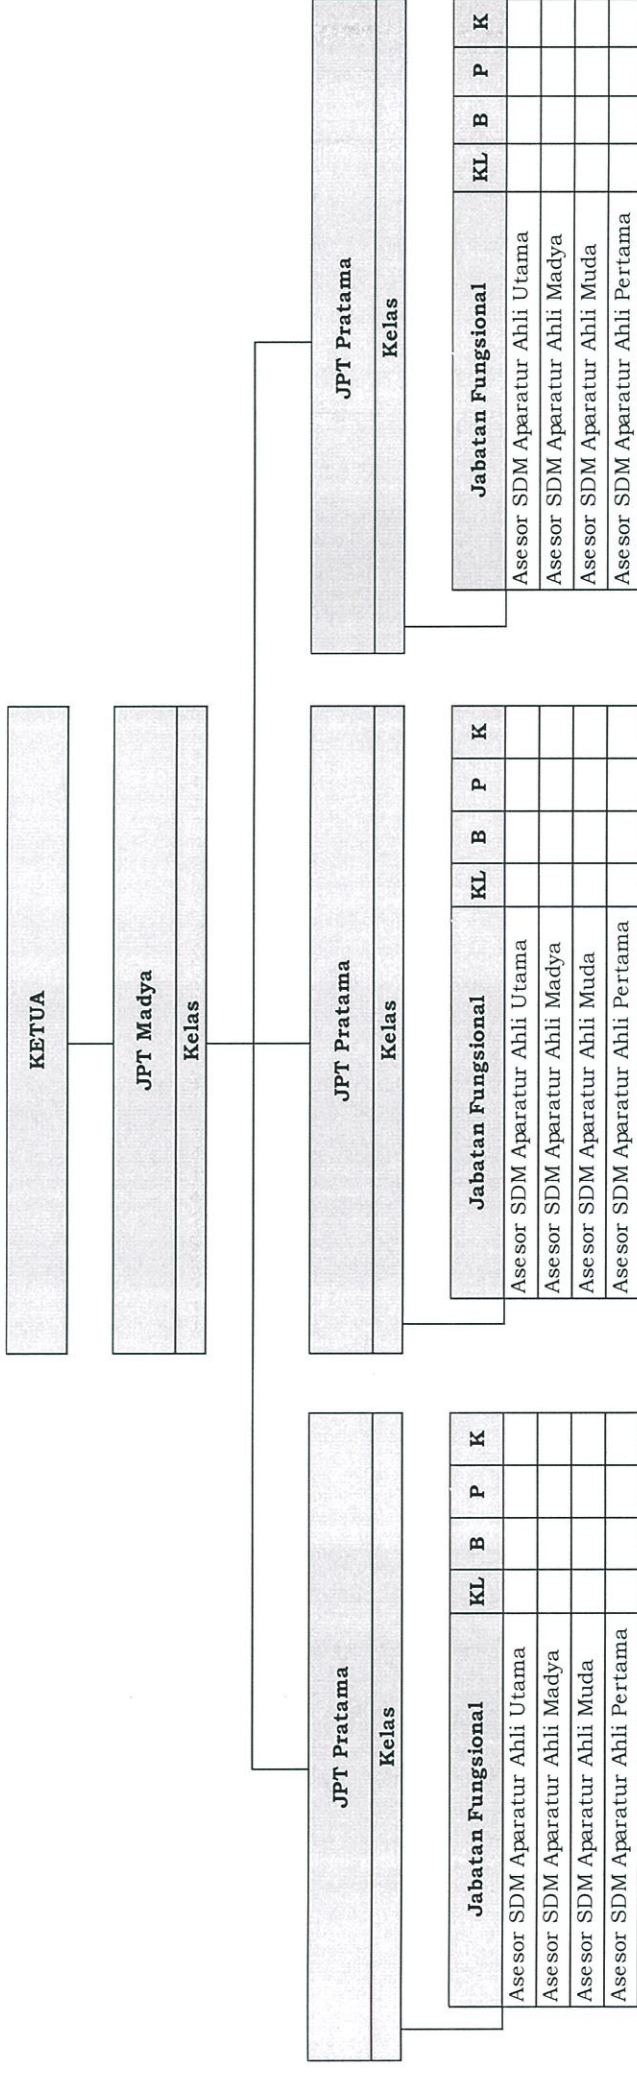 KETUA
JPT Madya
Kelas
JPT Pratama
Kelas
Jabatan Fungsional KL B P K
Asesor SDM Aparatur Ahli Utama
Asesor SDM Aparatur Ahli Madya
Asesor SDM Aparatur Ahli Muda
Asesor SDM Aparatur Ahli Pertama
JPT Pratama
Kelas
Jabatan Fungsional KL B P K
Asesor SDM Aparatur Ahli Utama
Asesor SDM Aparatur Ahli Madya
Asesor SDM Aparatur Ahli Muda
Asesor SDM Aparatur Ahli Pertama
JPT Pratama
Kelas
Jabatan Fungsional KL B P K
Asesor SDM Aparatur Ahli Utama
Asesor SDM Aparatur Ahli Madya
Asesor SDM Aparatur Ahli Muda
Asesor SDM Aparatur Ahli Pertama